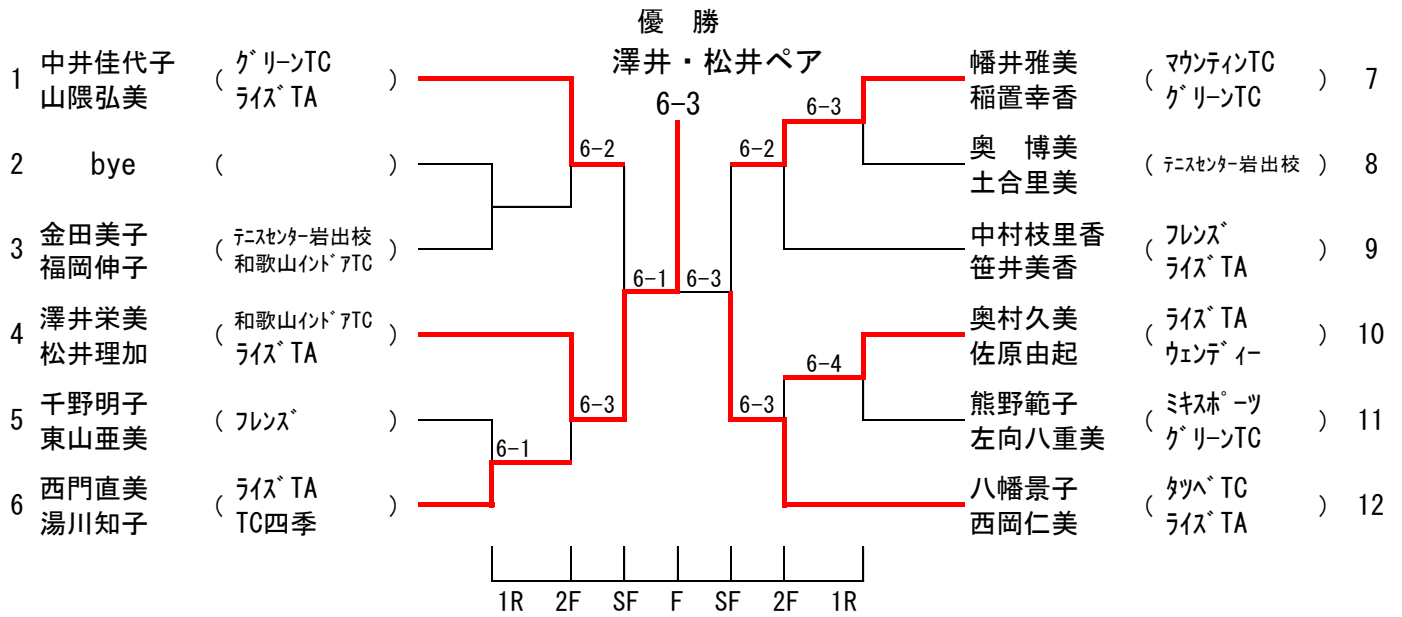 優　勝
澤井・松井ペア
6-3
1 中井佳代子 ( ｸﾞﾘｰﾝTC )
山隈弘美 ﾗｲｽﾞTA
2 bye ( )
3 金田美子 ( ﾃﾆｽｾﾝﾀｰ岩出校 )
福岡伸子 和歌山ｲﾝﾄﾞｱTC
4 澤井栄美 ( 和歌山ｲﾝﾄﾞｱTC )
松井理加 ﾗｲｽﾞTA
5 千野明子 ( ﾌﾚﾝｽﾞ )
東山亜美
6 西門直美 ( ﾗｲｽﾞTA )
湯川知子 TC四季
6-2
6-1
6-3
6-1
6-3
6-2
6-3
6-3
6-4
幡井雅美 ( ﾏｳﾝﾃｨﾝTC ) 7
稲置幸香 ｸﾞﾘｰﾝTC
奥　博美 ( ﾃﾆｽｾﾝﾀｰ岩出校 ) 8
土合里美
中村枝里香 ( ﾌﾚﾝｽﾞ ) 9
笹井美香 ﾗｲｽﾞTA
奥村久美 ( ﾗｲｽﾞTA ) 10
佐原由起 ｳｪﾝﾃﾞｨｰ
熊野範子 ( ﾐｷｽﾎﾟｰﾂ ) 11
左向八重美 ｸﾞﾘｰﾝTC
八幡景子 ( ﾀツﾍﾞTC ) 12
西岡仁美 ﾗｲｽﾞTA
1R 2F SF F SF 2F 1R